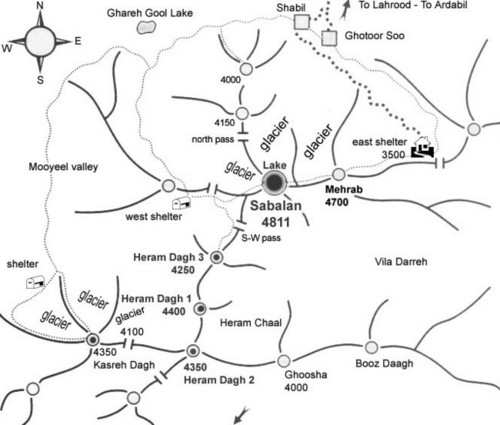 N
W
E
S
Ghareh Gool Lake
Shabil
To Lahrood - To Ardabil
Ghotoor Soo
4000
4150
north pass
glacier
glacier
glacier
Lake
east shelter
3500
Mooyeel valley
west shelter
Sabalan
4811
Mehrab
4700
S-W pass
Heram Dagh 3
4250
Vila Darreh
shelter
glacier
glacier
glacier
Heram Dagh 1
4400
4100
Heram Chaal
4350
Kasreh Dagh
4350
Heram Dagh 2
Ghoosha
4000
Booz Daagh